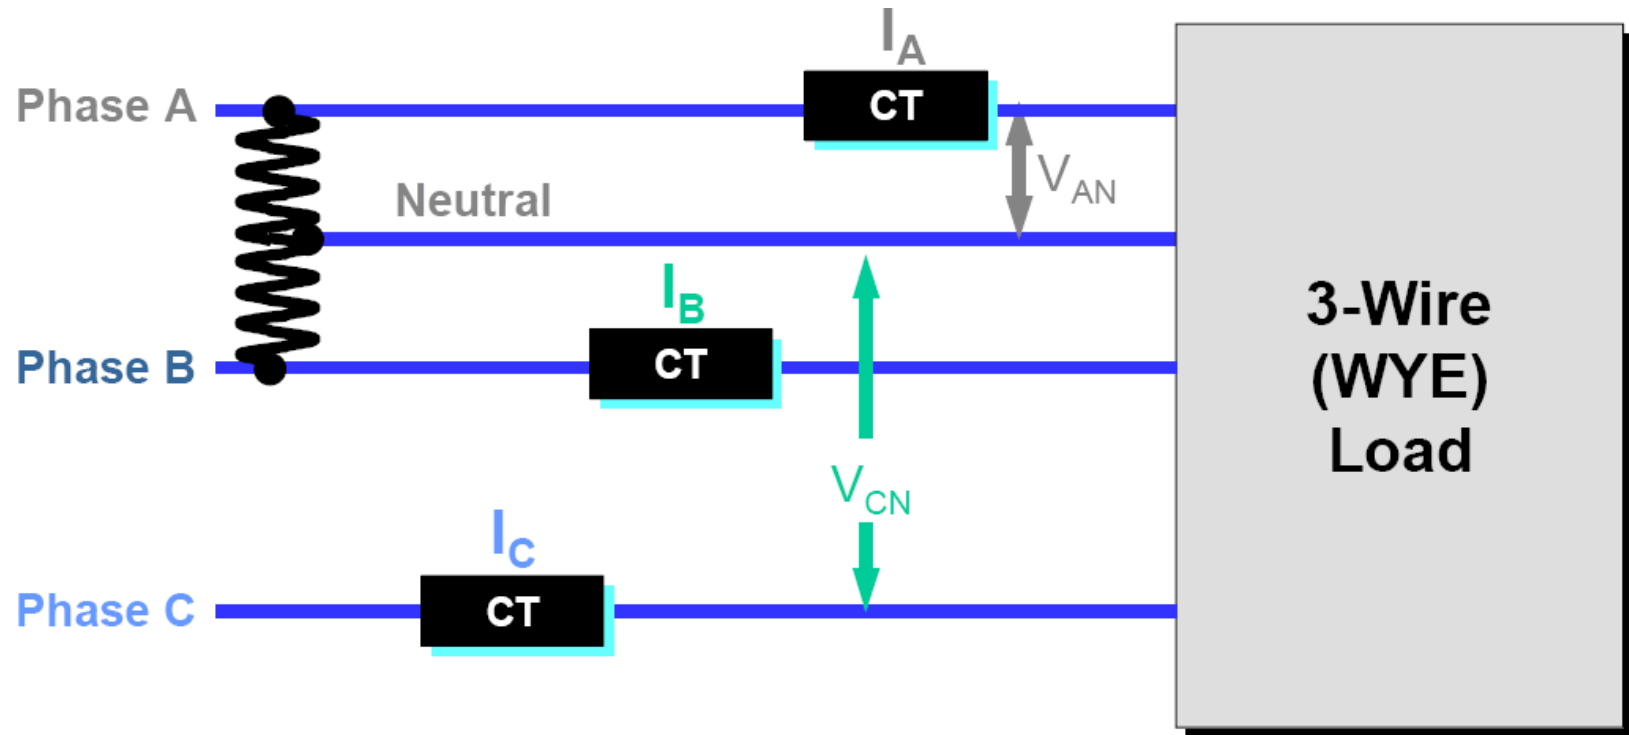 I_A
Phase A
CT
V_AN
Neutral
I_B
Phase B
CT
3-Wire
(WYE)
Load
V_CN
I_C
Phase C
CT